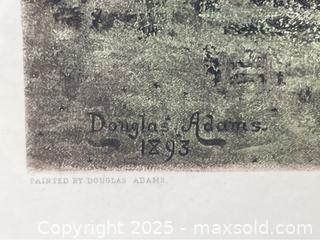 Douglas Adams.
1893
PAINTED BY DOUGLAS ADAMS.
Copyright 2025 - maxsold.com